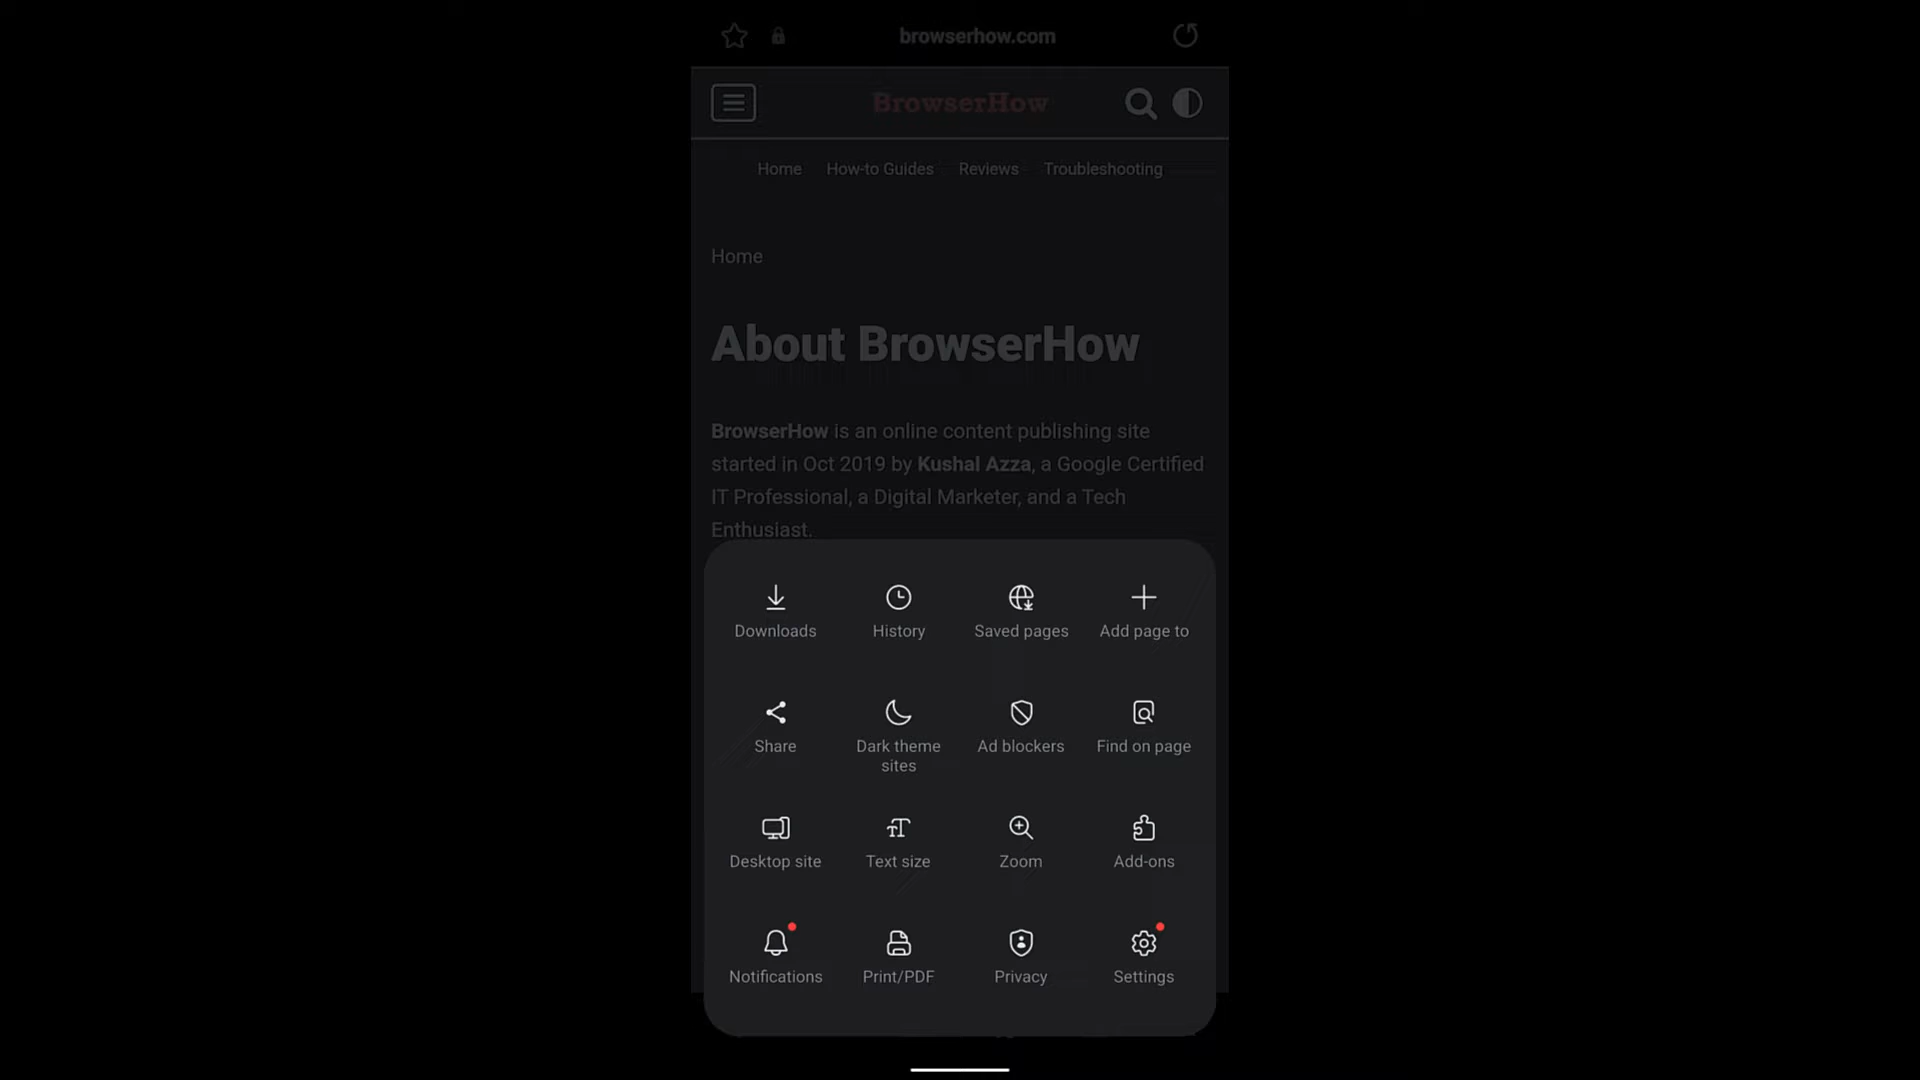 browserhow.com
BrowserHow
Home How-to Guides Reviews Troubleshooting
Home
About BrowserHow
BrowserHow is an online content publishing site
started in Oct 2019 by Kushal Azza, a Google Certified
IT Professional, a Digital Marketer, and a Tech
Enthusiast.
Downloads History Saved pages Add page to
Share Dark theme sites Ad blockers Find on page
Desktop site Text size Zoom Add-ons
Notifications Print/PDF Privacy Settings